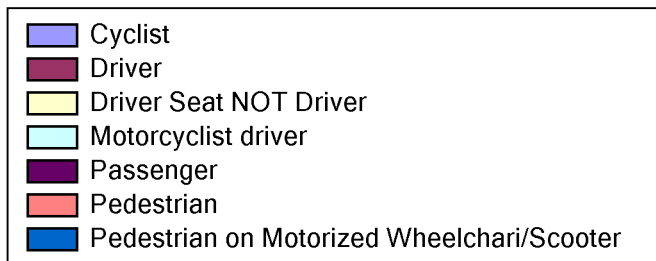 Cyclist
Driver
Driver Seat NOT Driver
Motorcyclist driver
Passenger
Pedestrian
Pedestrian on Motorized Wheelchari/Scooter